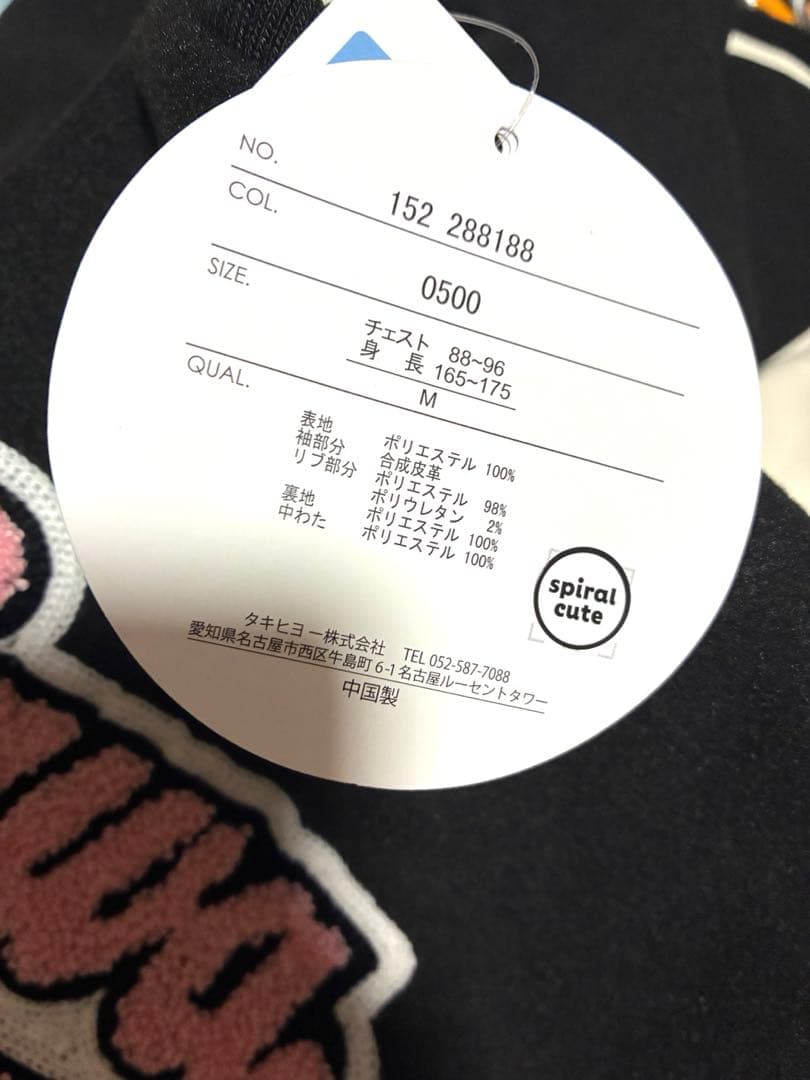 NO.
152 288188
COL.
0500
SIZE.
チェスト 88~96
身 長 165~175
M
QUAL.
表地 ポリエステル 100%
袖部分 合成皮革
リブ部分 ポリエステル 98%
ポリウレタン 2%
裏地 ポリエステル 100%
中わた ポリエステル 100%
spiral
cute
タキヒヨー株式会社 TEL 052-587-7088
愛知県名古屋市西区牛島町6-1名古屋ルーセントタワー
中国製